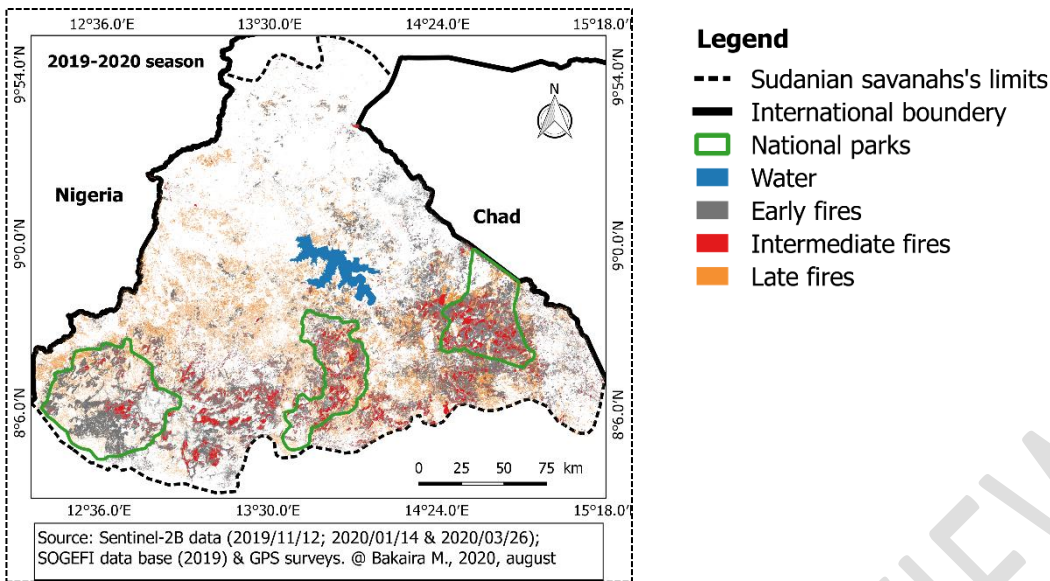 12°36.0'E 13°30.0'E 14°24.0'E 15°18.0'E
2019-2020 season
9°54.0'N
9°54.0'N
N
Nigeria
Chad
9°0.0'N
9°0.0'N
8°6.0'N
8°6.0'N
0 25 50 75 km
12°36.0'E 13°30.0'E 14°24.0'E 15°18.0'E
Source: Sentinel-2B data (2019/11/12; 2020/01/14 & 2020/03/26);
SOGEFI data base (2019) & GPS surveys. @ Bakaira M., 2020, august
Legend
Sudanian savanahs's limits
International boundary
National parks
Water
Early fires
Intermediate fires
Late fires